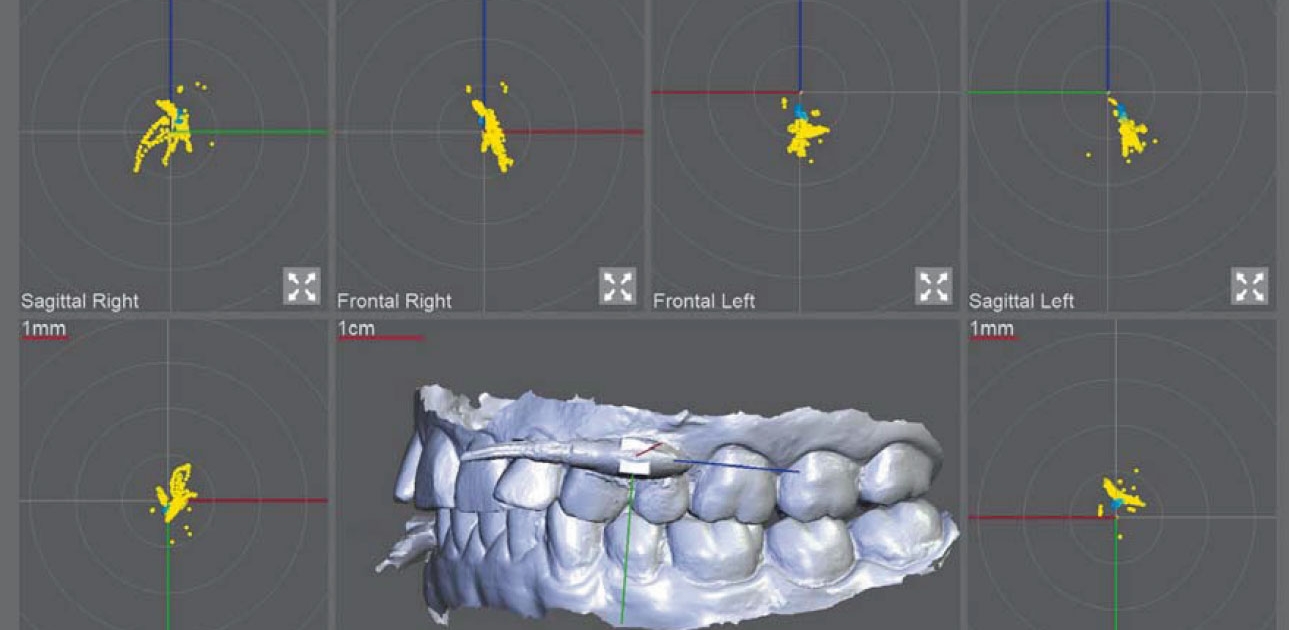 Sagittal Right
Frontal Right
Frontal Left
Sagittal Left
1mm
1cm
1mm